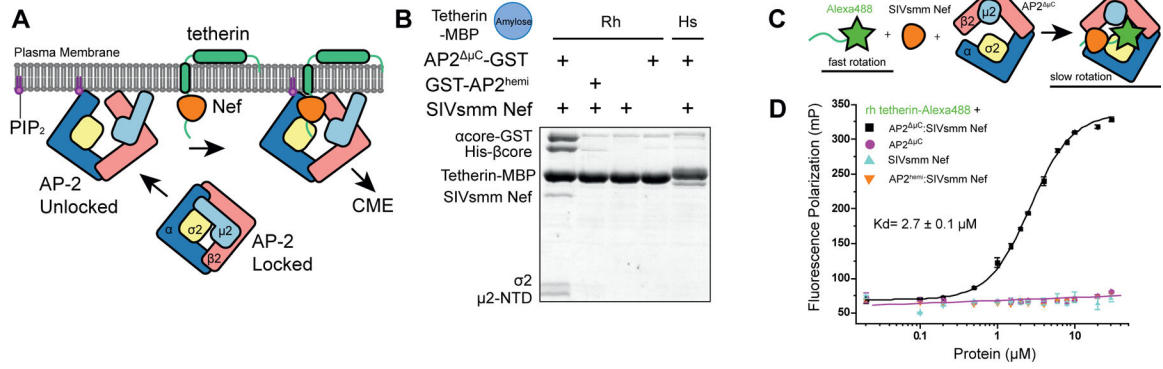 A
Plasma Membrane
tetherin
Nef
PIP₂
AP-2
Unlocked
CME
α
σ2
μ2
β2
AP-2
Locked
B
Tetherin
-MBP
Amylose
Rh
Hs
AP2ΔμC-GST
+
+
+
GST-AP2hemi
+
SIVsmm Nef
+
+
+
+
αcore-GST
His-βcore
Tetherin-MBP
SIVsmm Nef
σ2
μ2-NTD
C
Alexa488
SIVsmm Nef
AP2ΔμC
+
+
β2
μ2
α
σ2
fast rotation
slow rotation
D
rh tetherin-Alexa488 +
AP2ΔμC:SIVsmm Nef
AP2ΔμC
SIVsmm Nef
AP2hemi:SIVsmm Nef
Kd= 2.7 ± 0.1 μM
Fluorescence Polarization (mP)
350
300
250
200
150
100
50
0.1
1
10
Protein (μM)